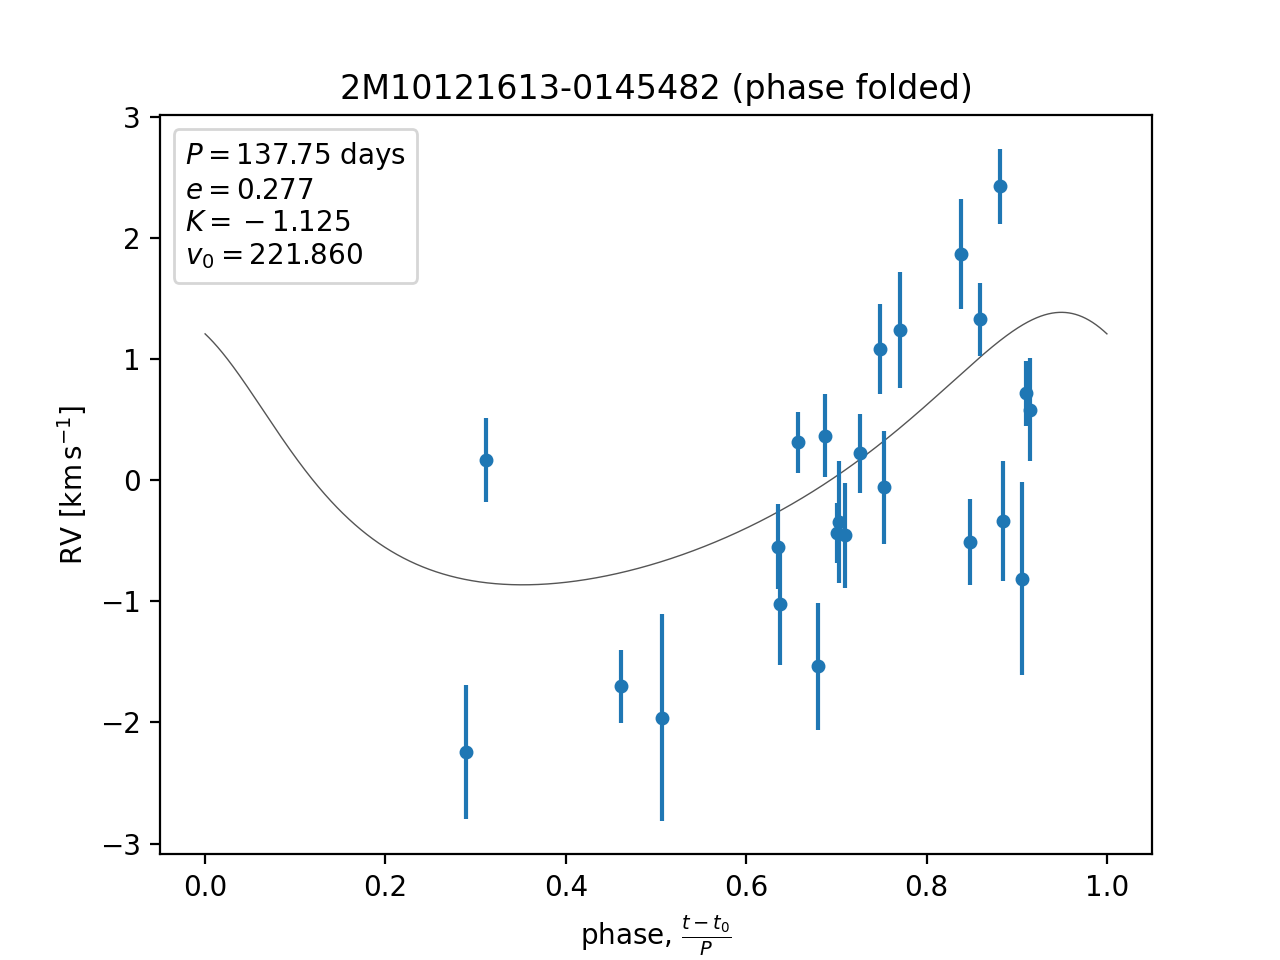 2M10121613-0145482 (phase folded)
P = 137.75 days
e = 0.277
K = −1.125
v₀ = 221.860
3
2
1
0
−1
−2
−3
RV [km s⁻¹]
0.0 0.2 0.4 0.6 0.8 1.0
phase, (t − t₀)/P